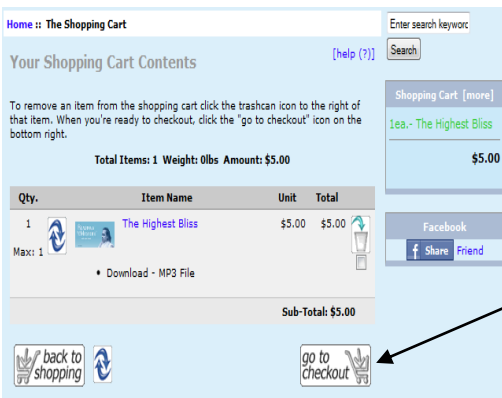 Home :: The Shopping Cart
Your Shopping Cart Contents
[help (?)]
To remove an item from the shopping cart click the trashcan icon to the right of
that item. When you're ready to checkout, click the "go to checkout" icon on the
bottom right.
Total Items: 1 Weight: 0lbs Amount: $5.00
Qty. Item Name Unit Total
1 The Highest Bliss $5.00 $5.00
Max: 1
• Download - MP3 File
Sub-Total: $5.00
back to
shopping
go to
checkout
Enter search keyworc
Search
Shopping Cart [more]
1ea.- The Highest Bliss
$5.00
Facebook
f Share Friend